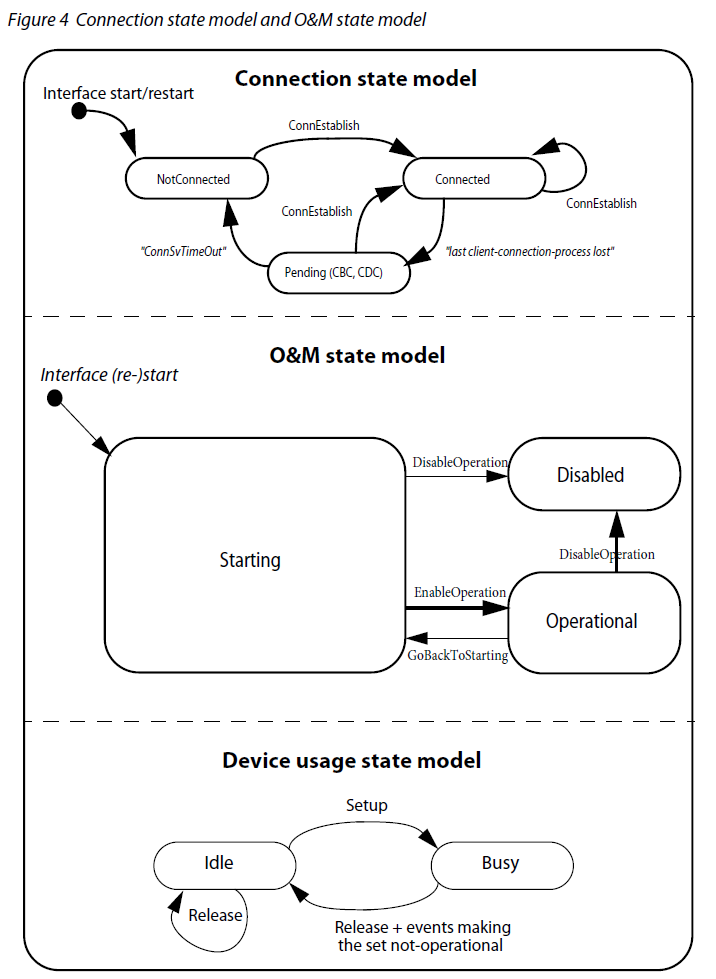 Figure 4 Connection state model and O&M state model
Connection state model
Interface start/restart
ConnEstablish
NotConnected
Connected
ConnEstablish
ConnEstablish
"ConnSvTimeOut"
"last client-connection-process lost"
Pending (CBC, CDC)
O&M state model
Interface (re-)start
DisableOperation
Disabled
Starting
DisableOperation
EnableOperation
Operational
GoBackToStarting
Device usage state model
Setup
Idle
Busy
Release
Release + events making
the set not-operational